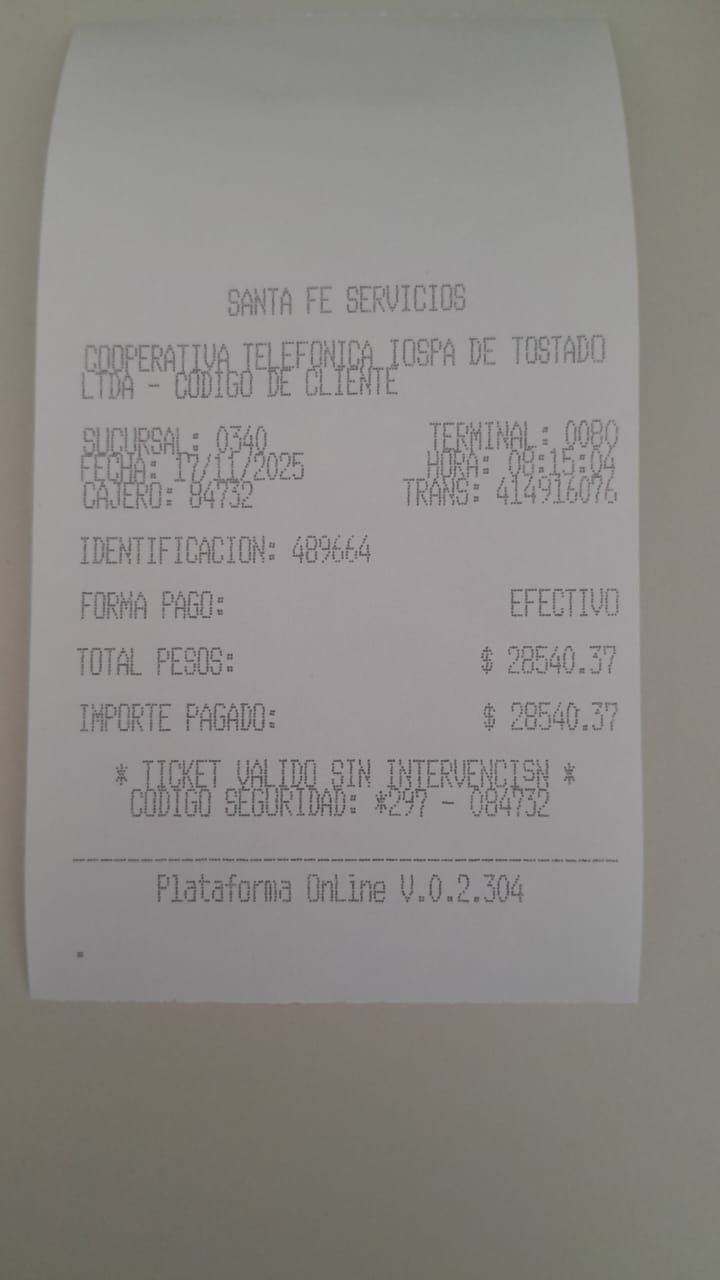 SANTA FE SERVICIOS
COOPERATIVA TELEFONICA IOSPA DE TOSTADO
LTDA - CODIGO DE CLIENTE
SUCURSAL: 0340 TERMINAL: 0080
FECHA: 17/11/2025 HORA: 08:15:04
CAJERO: 84732 TRANS: 414916076
IDENTIFICACION: 489664
FORMA PAGO: EFECTIVO
TOTAL PESOS: $ 28540.37
IMPORTE PAGADO: $ 28540.37
* TICKET VALIDO SIN INTERVENCISN *
CODIGO SEGURIDAD: *297 - 084732
Plataforma OnLine V.0.2.304